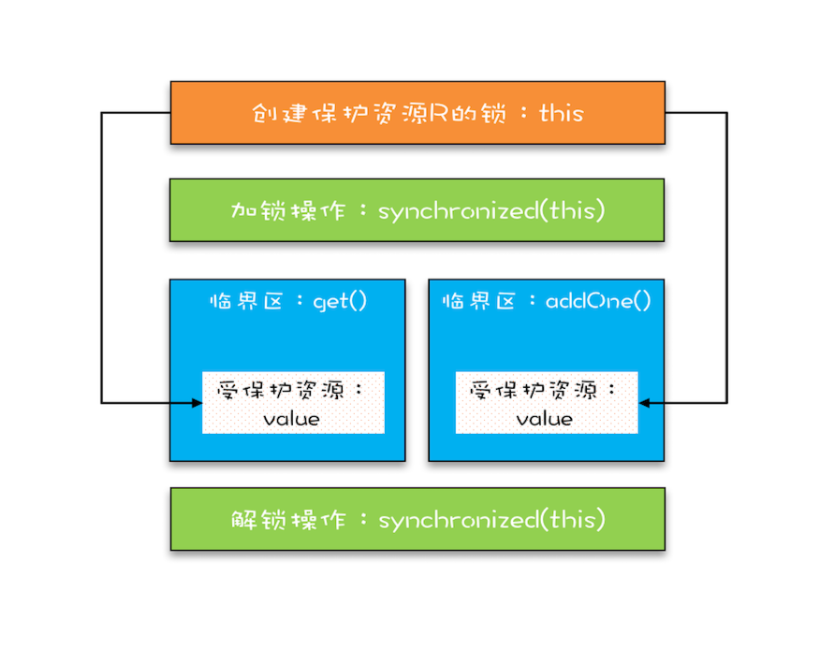 创建保护资源R的锁：this
加锁操作：synchronized(this)
临界区：get()
受保护资源：
value
临界区：addOne()
受保护资源：
value
解锁操作：synchronized(this)